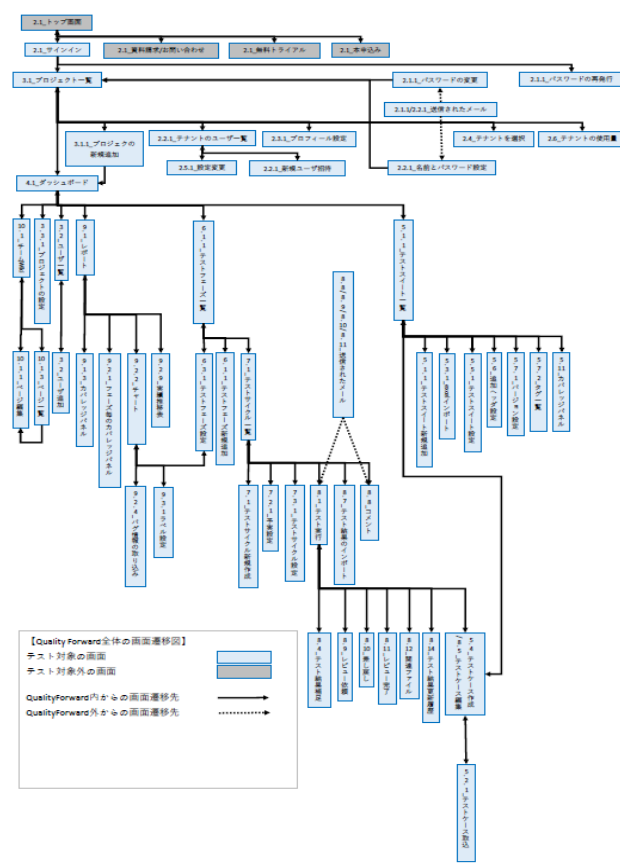 2.1_トップ画面
2.1_サインイン
2.1_資料請求/お問い合わせ
2.1_無料トライアル
2.1_本申込み
3.1_プロジェクト一覧
2.1.1_パスワードの変更
2.1.1_パスワードの再発行
2.1.1/2.2.1_送信されたメール
3.1.1_プロジェクの
新規追加
2.2.1_テナントのユーザ一覧
2.3.1_プロフィール設定
2.4_テナントを選択
2.6_テナントの使用量
2.5.1_設定変更
2.2.1_新規ユーザ招待
2.2.1_名前とパスワード設定
4.1_ダッシュボード
3.3.1_プロジェクトの設定
3.2_ユーザ一覧
9.1_レポート
6.1.1_テストフェーズ一覧
5.1.1_テストスイート一覧
8.8/8.9/8.10/8.11_送信されたメール
10.1.1_ページ編集
10.1.3_ページ一覧
3.2_ユーザ追加
9.1.3_カバレッジパネル
9.2.1_フェーズ毎のカバレッジパネル
9.2.2_チャート
9.2.9_実績推移表
6.3.1_テストフェーズ設定
6.1.1_テストフェーズ新規追加
7.1_テストサイクル一覧
5.1.1_テストスイート新規追加
5.5.1_テストスイート設定
5.6_追加ヘッダ設定
5.7.1_バージョン設定
5.7.2_タグ一覧
5.11_カバレッジパネル
9.2.4_バグ情報の取り込み
9.3.1_ラベル設定
7.1_テストサイクル新規作成
7.2.1_予実設定
7.3.1_テストサイクル設定
8.1_テスト実行
8.7_テスト結果のインポート
8.8_コメント
8.4_テスト結果補足
8.9_レビュー依頼
8.10_差し戻し
8.11_レビュー完了
8.12_関連ファイル
8.14_テスト結果更新履歴
5.4_テストケース作成
/8.5_テストケース編集
5.2.1_テストケース取込
【Quality Forward全体の画面遷移図】
テスト対象の画面
テスト対象外の画面
QualityForward内からの画面遷移先
QualityForward外からの画面遷移先